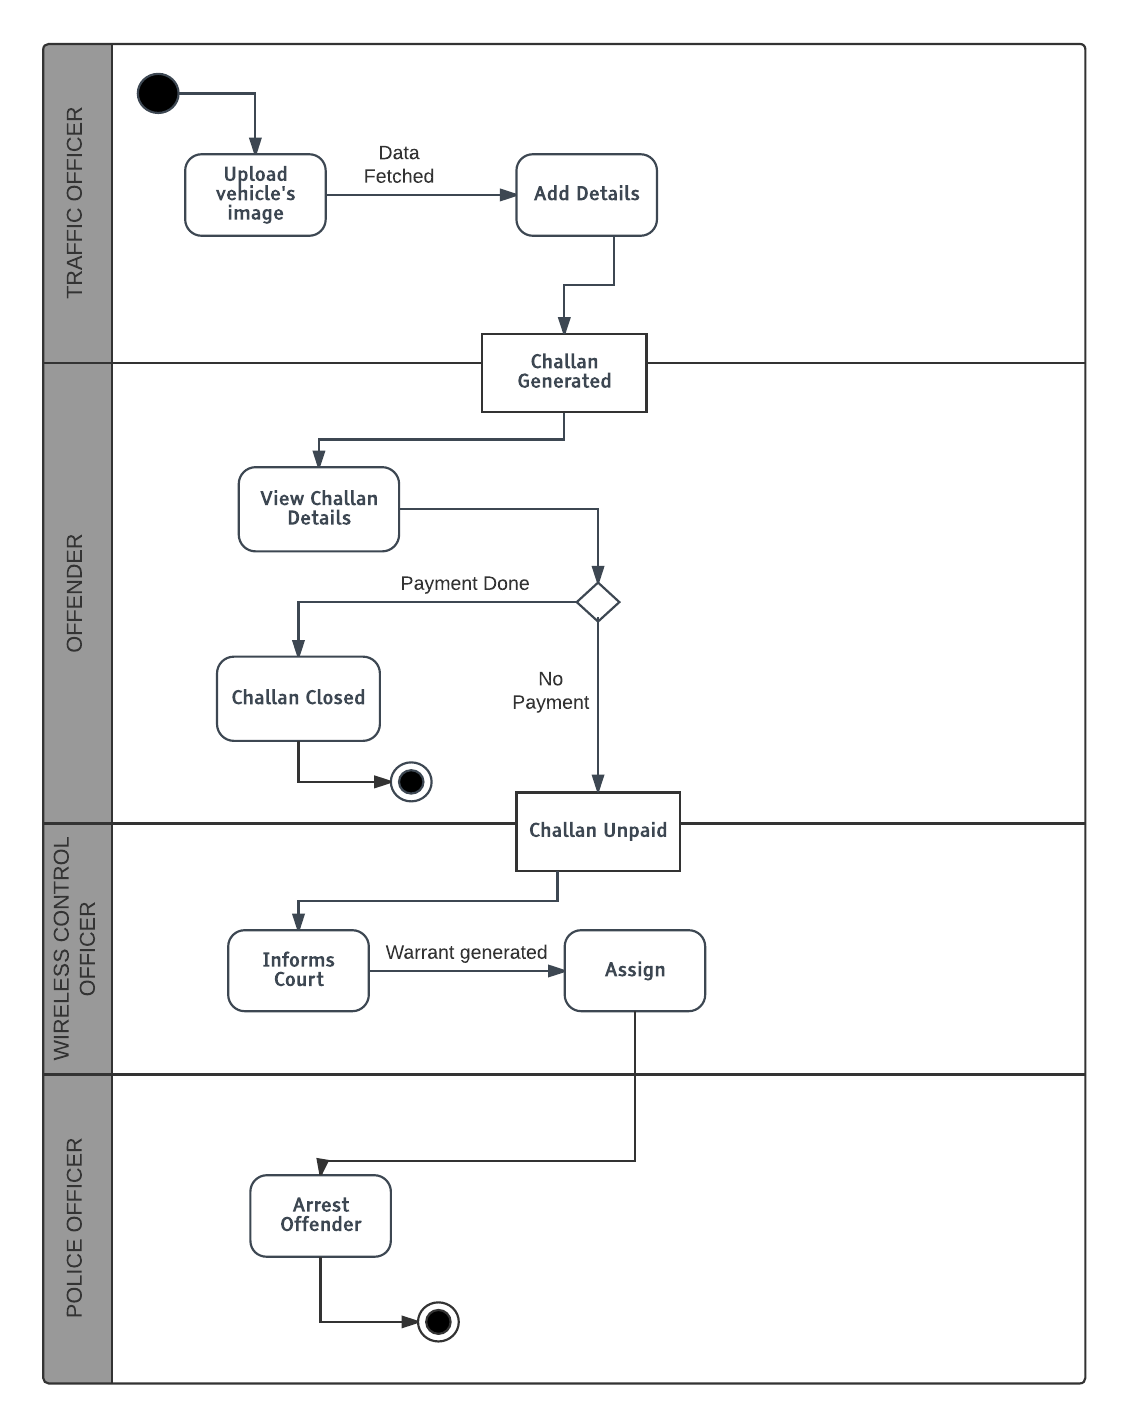 TRAFFIC OFFICER
Upload
vehicle's
image
Data
Fetched
Add Details
Challan
Generated
OFFENDER
View Challan
Details
Payment Done
Challan Closed
No
Payment
Challan Unpaid
WIRELESS CONTROL
OFFICER
Informs
Court
Warrant generated
Assign
POLICE OFFICER
Arrest
Offender